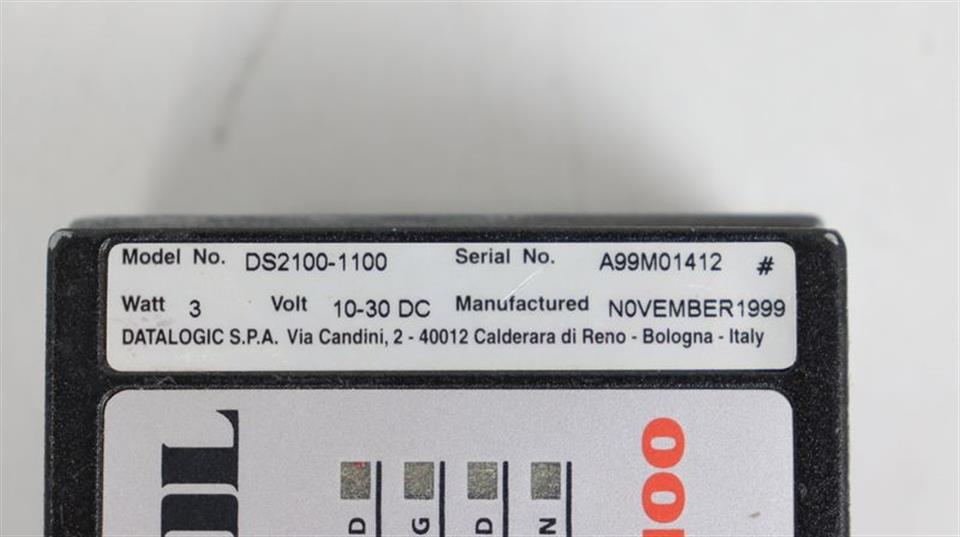 Model No. DS2100-1100 Serial No. A99M01412 #
Watt 3 Volt 10-30 DC Manufactured N0VEMBER1999
DATALOGIC S.P.A. Via Candini, 2 - 40012 Calderara di Reno - Bologna - Italy
D
G
D
N
100